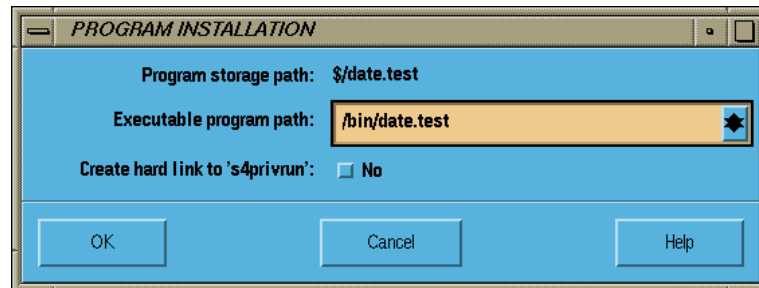 PROGRAM INSTALLATION
Program storage path: $/date.test
Executable program path: /bin/date.test
Create hard link to 's4privrun': No
OK Cancel Help